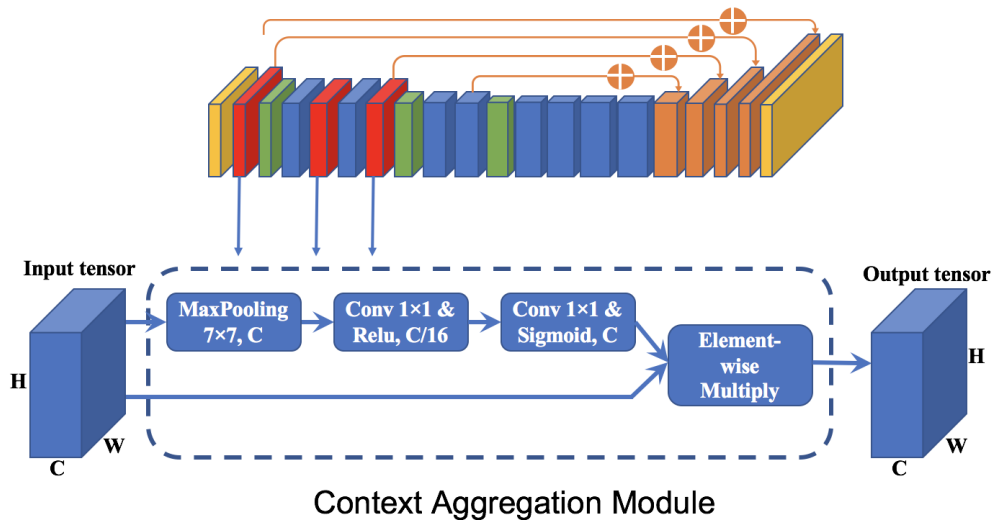 Input tensor
H
W
C
MaxPooling
7×7, C
Conv 1×1 &
Relu, C/16
Conv 1×1 &
Sigmoid, C
Element-
wise
Multiply
Output tensor
H
W
C
Context Aggregation Module